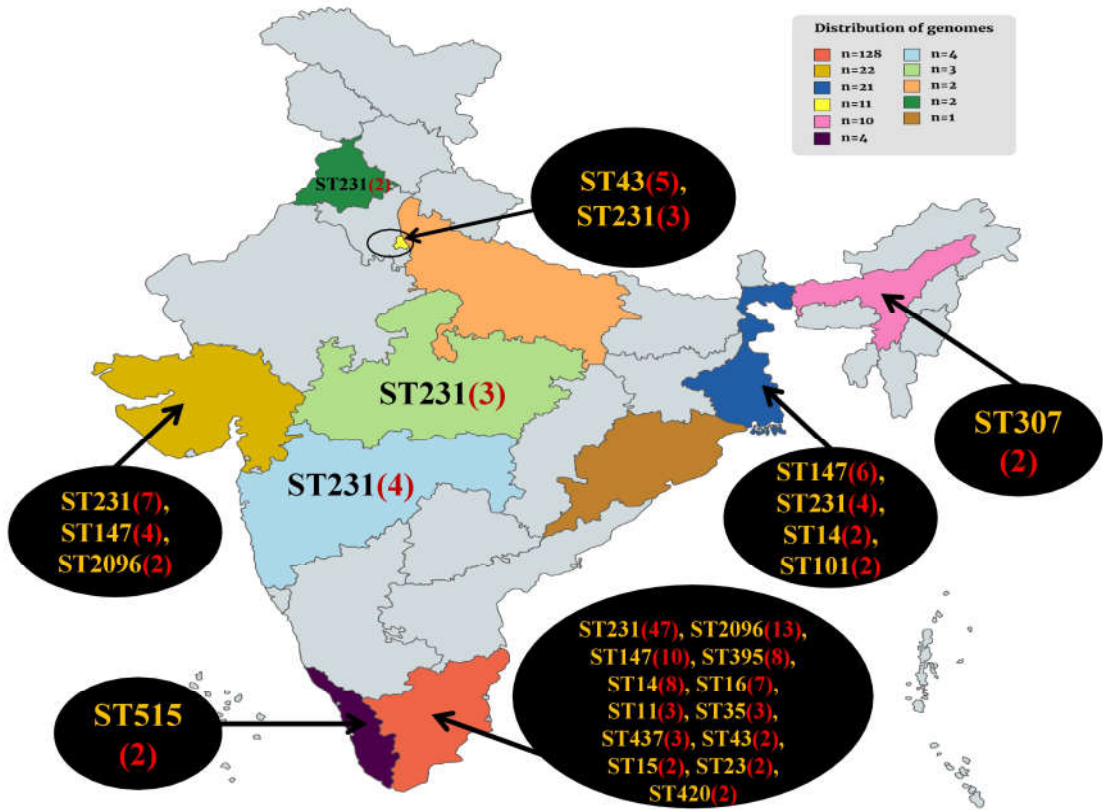 Distribution of genomes
n=128
n=22
n=21
n=11
n=10
n=4
n=4
n=3
n=2
n=2
n=1
ST231(2)
ST43(5),
ST231(3)
ST231(3)
ST307
(2)
ST231(4)
ST231(7),
ST147(4),
ST2096(2)
ST147(6),
ST231(4),
ST14(2),
ST101(2)
ST231(47), ST2096(13),
ST147(10), ST395(8),
ST14(8), ST16(7),
ST11(3), ST35(3),
ST437(3), ST43(2),
ST15(2), ST23(2),
ST420(2)
ST515
(2)